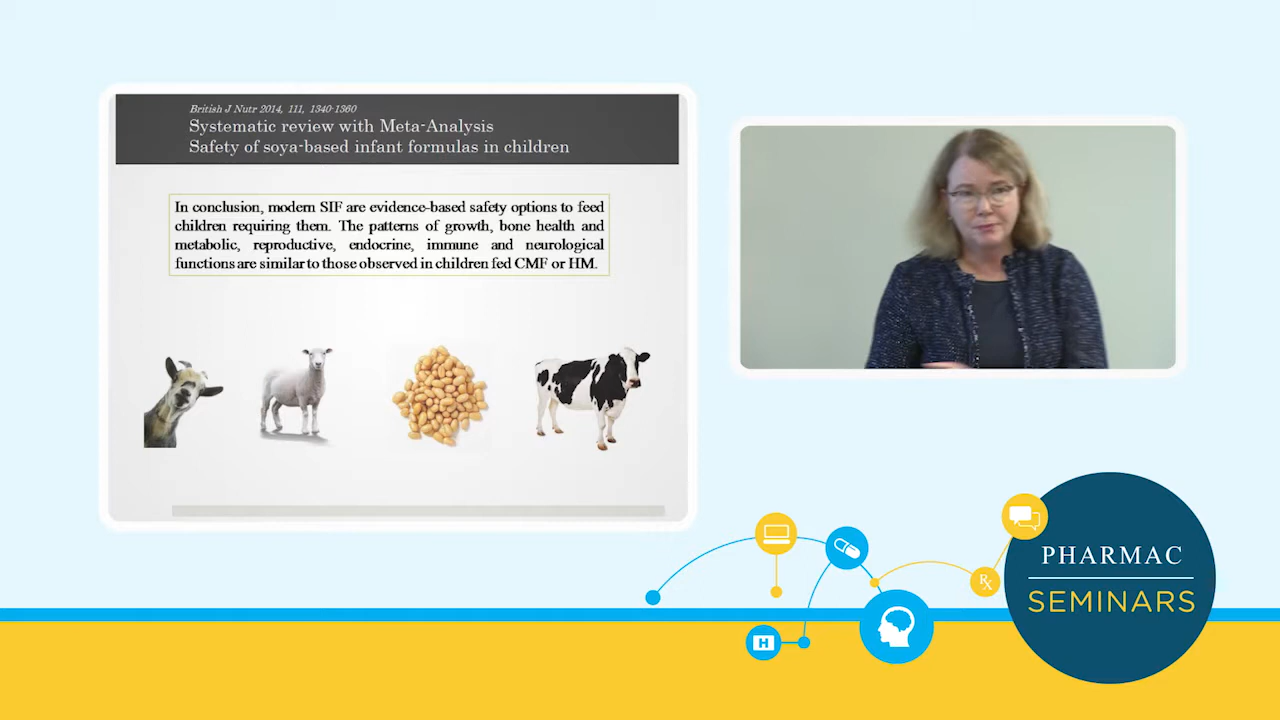 British J Nutr 2014, 111, 1340-1360
Systematic review with Meta-Analysis
Safety of soya-based infant formulas in children
In conclusion, modern SIF are evidence-based safety options to feed
children requiring them. The patterns of growth, bone health and
metabolic, reproductive, endocrine, immune and neurological
functions are similar to those observed in children fed CMF or HM.
PHARMAC
SEMINARS
Rx
H